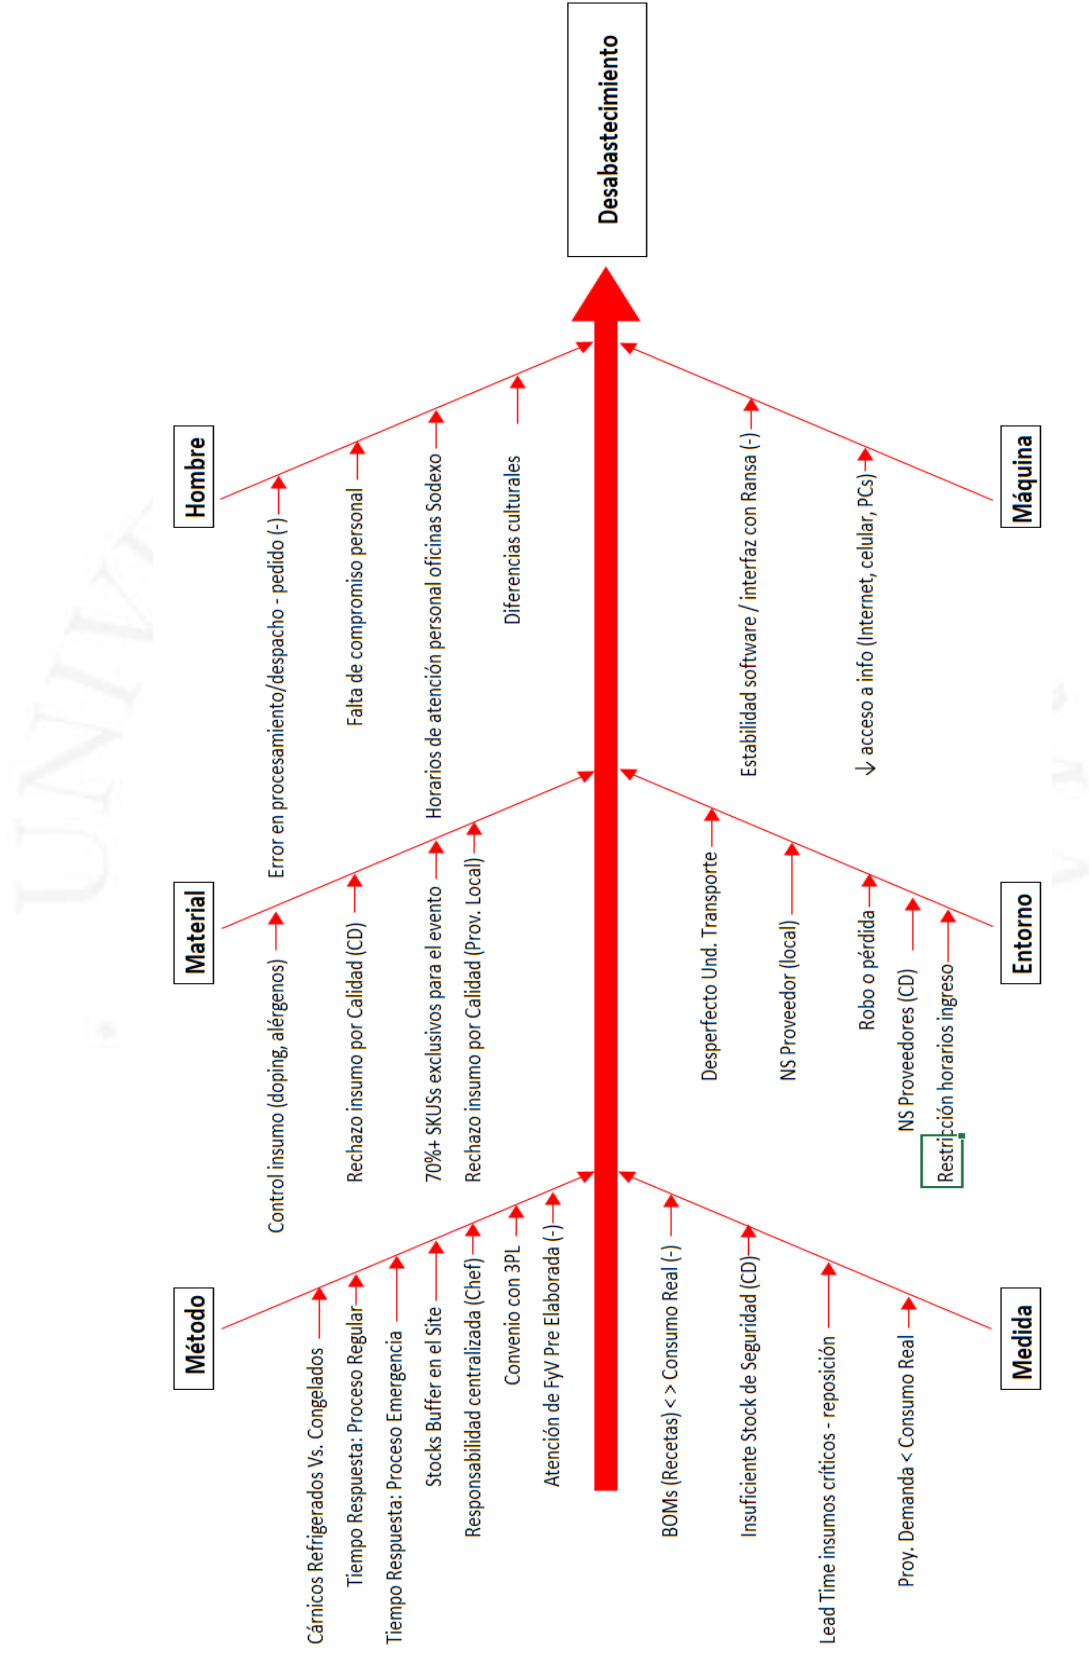 Desabastecimiento
Método
Cárnicos Refrigerados Vs. Congelados
Tiempo Respuesta: Proceso Regular
Tiempo Respuesta: Proceso Emergencia
Stocks Buffer en el Site
Responsabilidad centralizada (Chef)
Convenio con 3PL
Atención de FyV Pre Elaborada (-)
Material
Control insumo (doping, alérgenos)
Rechazo insumo por Calidad (CD)
70%+ SKUSs exclusivos para el evento
Rechazo insumo por Calidad (Prov. Local)
Hombre
Error en procesamiento/despacho - pedido (-)
Falta de compromiso personal
Horarios de atención personal oficinas Sodexo
Diferencias culturales
BOMs (Recetas) < > Consumo Real (-)
Insuficiente Stock de Seguridad (CD)
Lead Time insumos críticos - reposición
Proy. Demanda < Consumo Real
Medida
Desperfecto Und. Transporte
NS Proveedor (local)
Robo o pérdida
NS Proveedores (CD)
Restricción horarios ingreso
Entorno
Estabilidad software / interfaz con Ransa (-)
↓ acceso a info (Internet, celular, PCs)
Máquina
UNIV